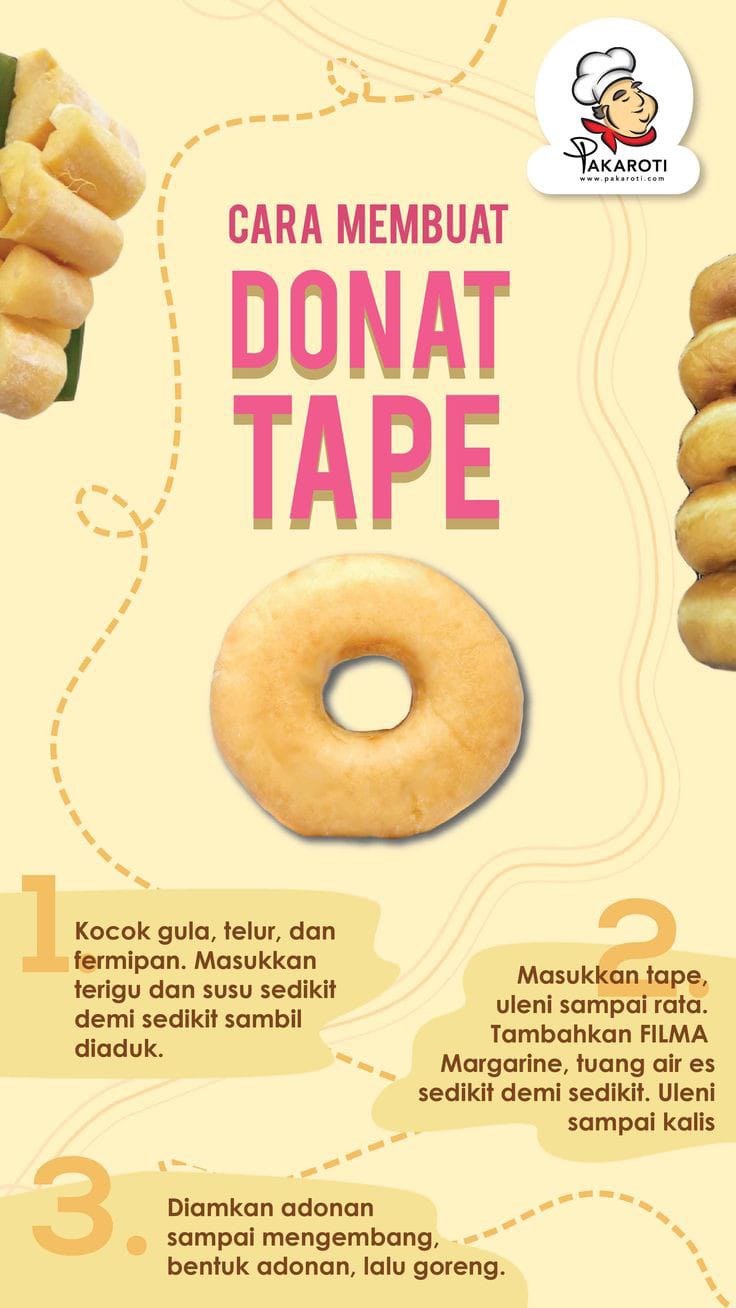 PAKAROTI
www.pakaroti.com
CARA MEMBUAT
DONAT
TAPE
1.
Kocok gula, telur, dan
fermipan. Masukkan
terigu dan susu sedikit
demi sedikit sambil
diaduk.
2.
Masukkan tape,
uleni sampai rata.
Tambahkan FILMA
Margarine, tuang air es
sedikit demi sedikit. Uleni
sampai kalis
3.
Diamkan adonan
sampai mengembang,
bentuk adonan, lalu goreng.